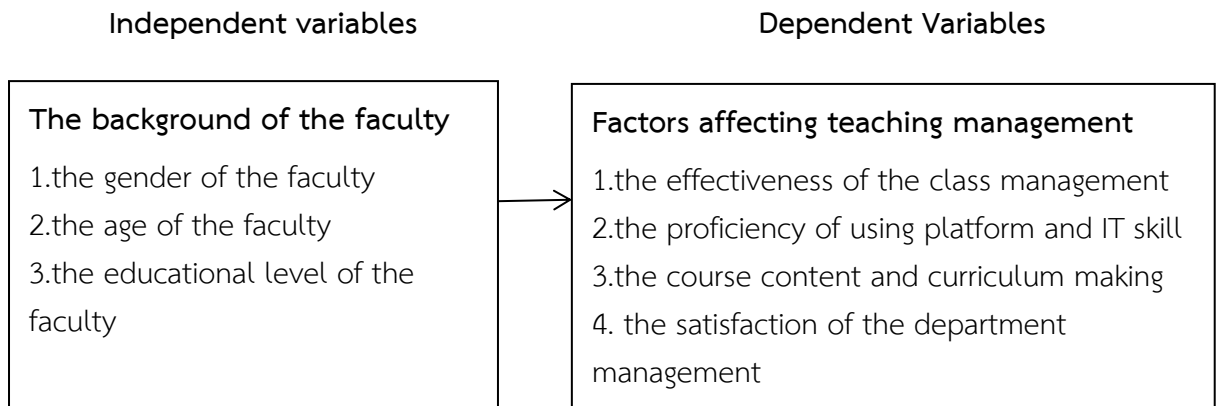 Independent variables
Dependent Variables
The background of the faculty
1.the gender of the faculty
2.the age of the faculty
3.the educational level of the
faculty
Factors affecting teaching management
1.the effectiveness of the class management
2.the proficiency of using platform and IT skill
3.the course content and curriculum making
4. the satisfaction of the department
management